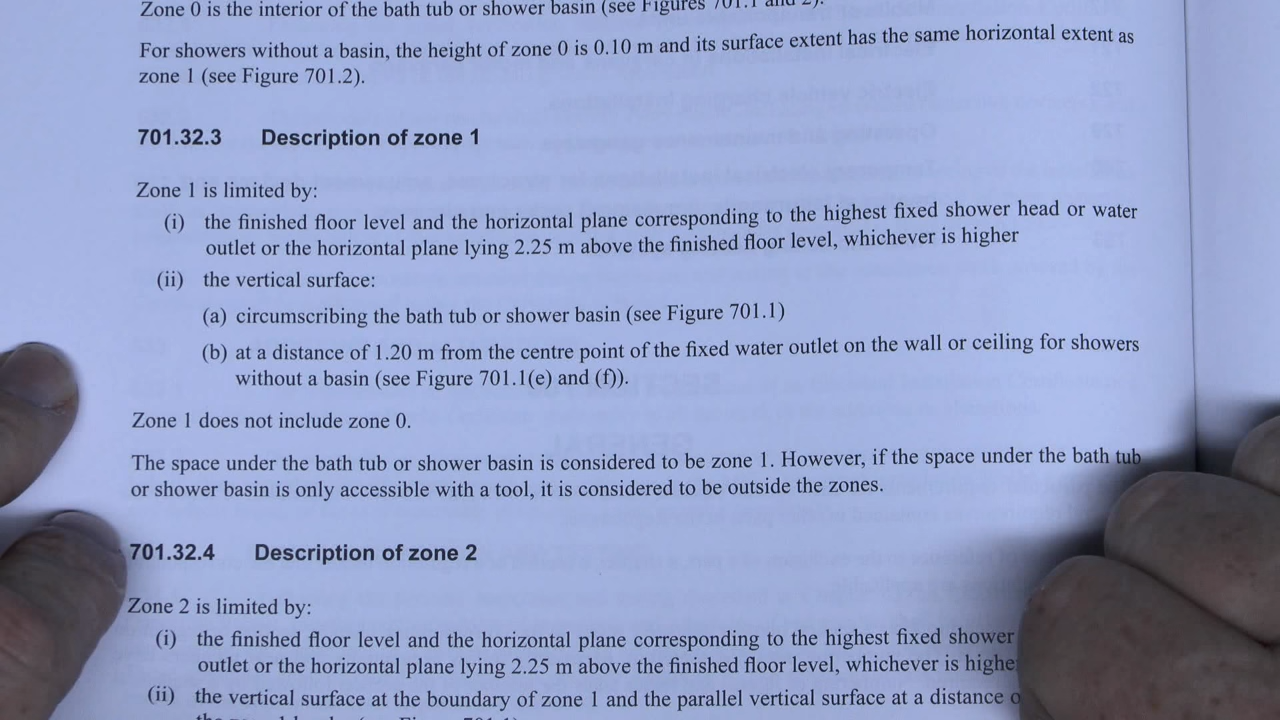 Zone 0 is the interior of the bath tub or shower basin (see Figures 701.1 and 2).
For showers without a basin, the height of zone 0 is 0.10 m and its surface extent has the same horizontal extent as
zone 1 (see Figure 701.2).
701.32.3 Description of zone 1
Zone 1 is limited by:
(i) the finished floor level and the horizontal plane corresponding to the highest fixed shower head or water
outlet or the horizontal plane lying 2.25 m above the finished floor level, whichever is higher
(ii) the vertical surface:
(a) circumscribing the bath tub or shower basin (see Figure 701.1)
(b) at a distance of 1.20 m from the centre point of the fixed water outlet on the wall or ceiling for showers
without a basin (see Figure 701.1(e) and (f)).
Zone 1 does not include zone 0.
The space under the bath tub or shower basin is considered to be zone 1. However, if the space under the bath tub
or shower basin is only accessible with a tool, it is considered to be outside the zones.
701.32.4 Description of zone 2
Zone 2 is limited by:
(i) the finished floor level and the horizontal plane corresponding to the highest fixed shower
outlet or the horizontal plane lying 2.25 m above the finished floor level, whichever is highe
(ii) the vertical surface at the boundary of zone 1 and the parallel vertical surface at a distance